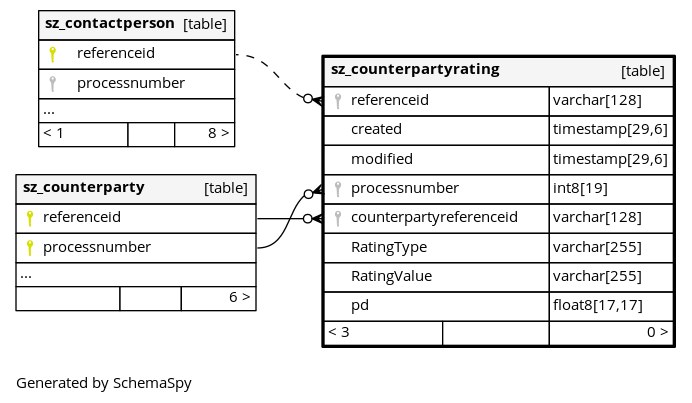 sz_contactperson [table]
referenceid
processnumber
...
< 1 8 >
sz_counterparty [table]
referenceid
processnumber
...
6 >
sz_counterpartyrating [table]
referenceid varchar[128]
created timestamp[29,6]
modified timestamp[29,6]
processnumber int8[19]
counterpartyreferenceid varchar[128]
RatingType varchar[255]
RatingValue varchar[255]
pd float8[17,17]
< 3 0 >
Generated by SchemaSpy